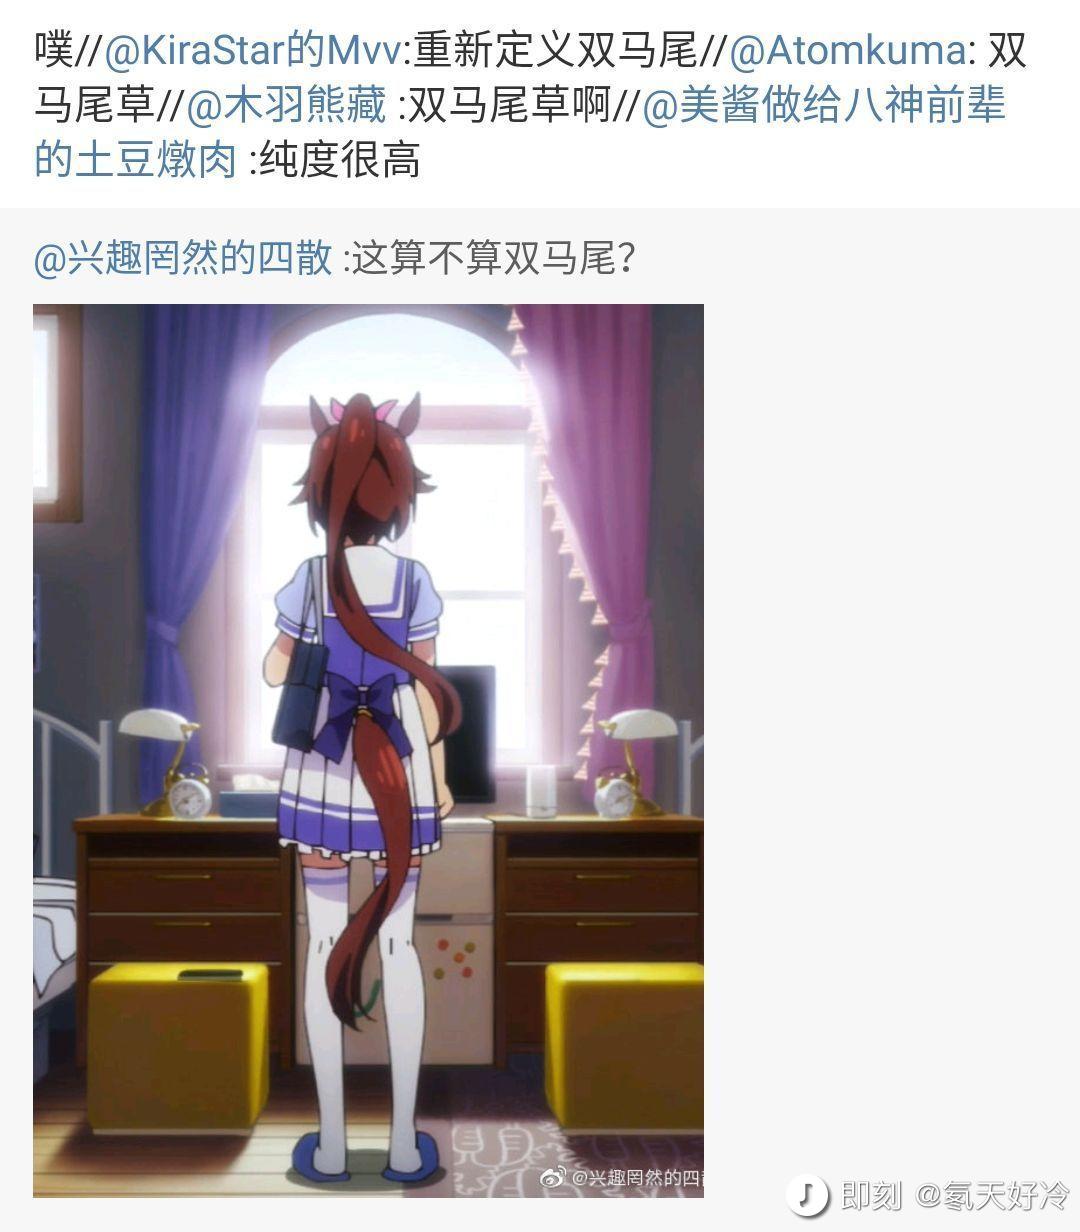 噗//@KiraStar的Mvv:重新定义双马尾//@Atomkuma: 双
马尾草//@木羽熊藏 :双马尾草啊//@美酱做给八神前辈
的土豆燉肉 :纯度很高
@兴趣罔然的四散 :这算不算双马尾？
@兴趣罔然的四
即刻 @氡天好冷